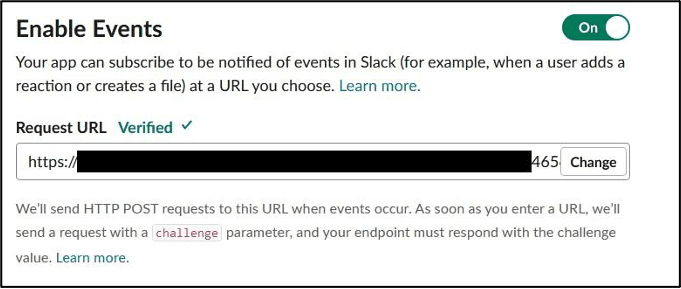 Enable Events
On
Your app can subscribe to be notified of events in Slack (for example, when a user adds a
reaction or creates a file) at a URL you choose. Learn more.
Request URL Verified
https:// 465 Change
We'll send HTTP POST requests to this URL when events occur. As soon as you enter a URL, we'll
send a request with a challenge parameter, and your endpoint must respond with the challenge
value. Learn more.